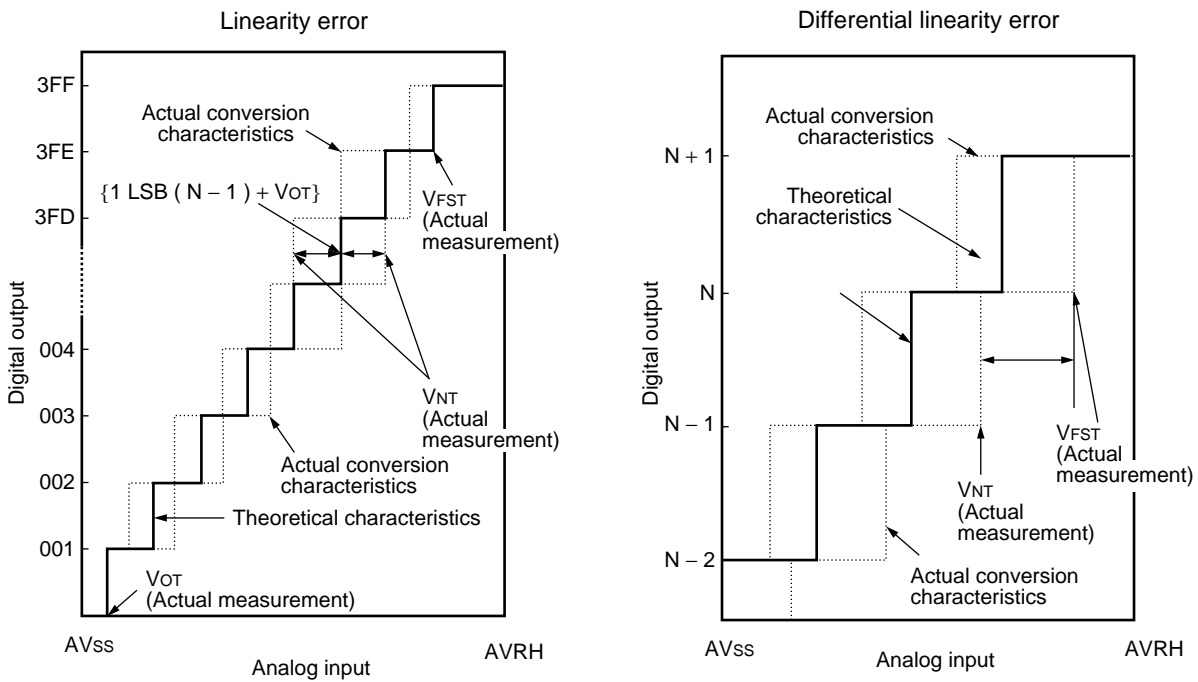 Linearity error
3FF
3FE
3FD
004
003
002
001
Digital output
Actual conversion
characteristics
{1 LSB ( N − 1 ) + VOT}
VFST
(Actual
measurement)
VNT
(Actual
measurement)
Actual conversion
characteristics
Theoretical characteristics
VOT
(Actual measurement)
AVSS
Analog input
AVRH
Differential linearity error
N + 1
N
N − 1
N − 2
Digital output
Actual conversion
characteristics
Theoretical
characteristics
VFST
(Actual
measurement)
VNT
(Actual
measurement)
Actual conversion
characteristics
AVSS
Analog input
AVRH